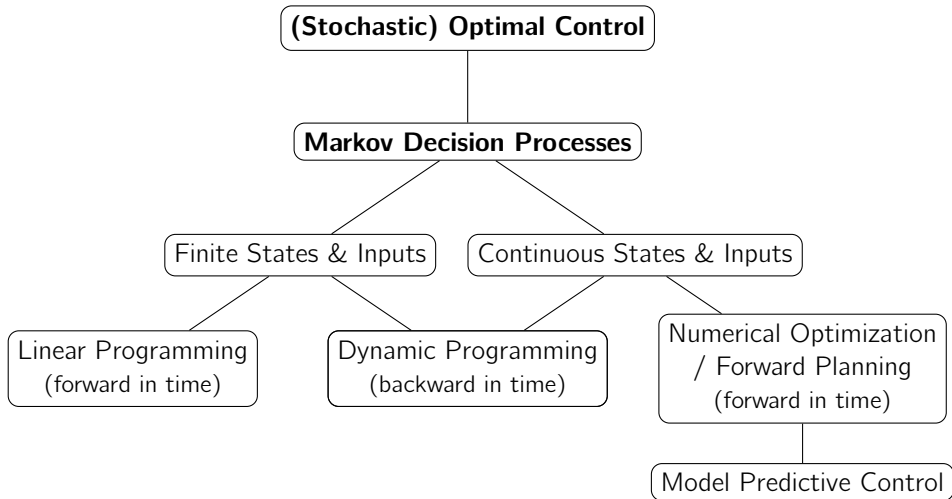 (Stochastic) Optimal Control
Markov Decision Processes
Finite States & Inputs
Continuous States & Inputs
Linear Programming
(forward in time)
Dynamic Programming
(backward in time)
Numerical Optimization
/ Forward Planning
(forward in time)
Model Predictive Control